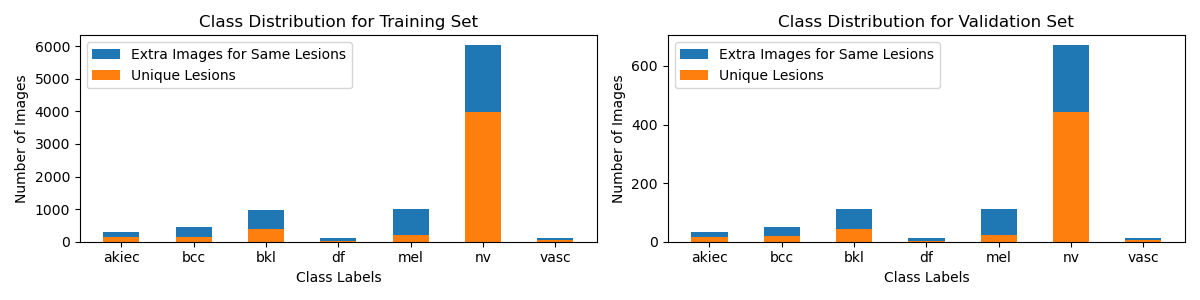 Class Distribution for Training Set
Number of Images
6000
5000
4000
3000
2000
1000
0
Extra Images for Same Lesions
Unique Lesions
akiec bcc bkl df mel nv vasc
Class Labels
Class Distribution for Validation Set
Number of Images
600
400
200
0
Extra Images for Same Lesions
Unique Lesions
akiec bcc bkl df mel nv vasc
Class Labels